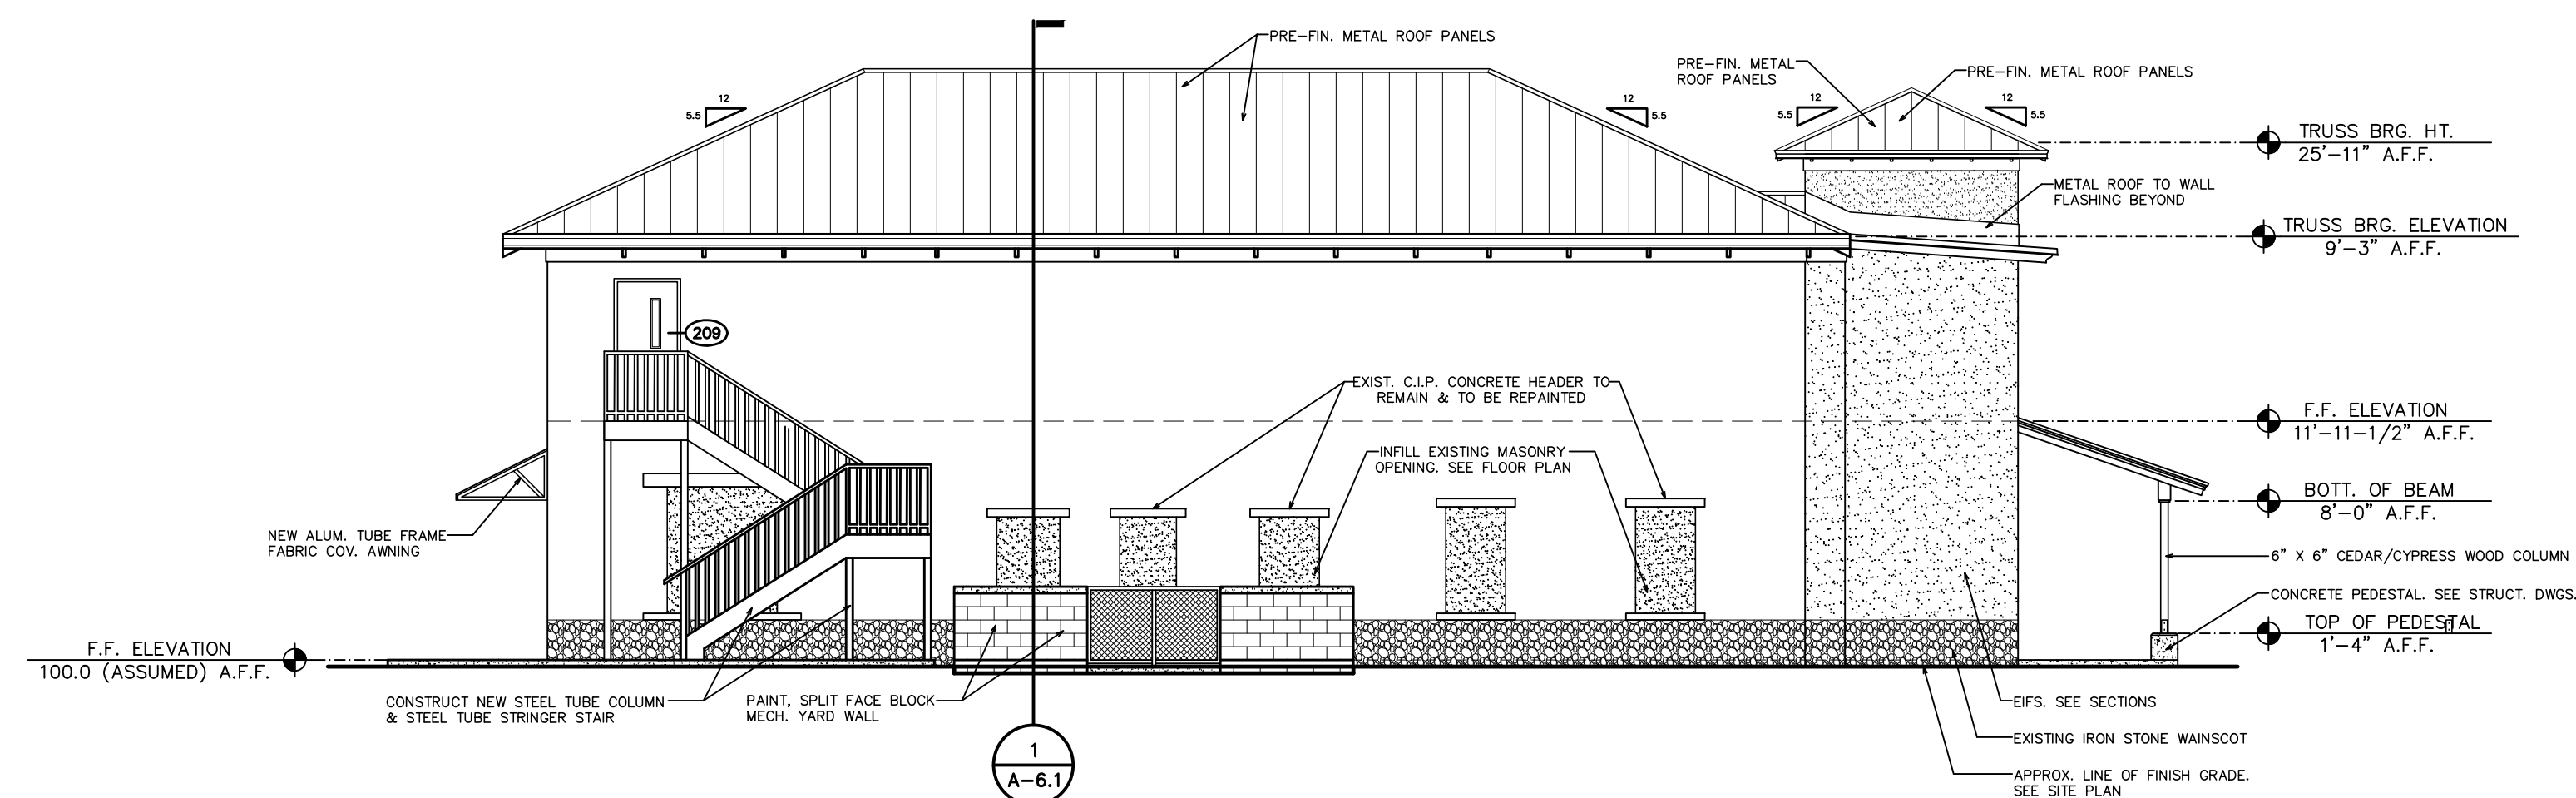 PRE-FIN. METAL ROOF PANELS
PRE-FIN. METAL
ROOF PANELS
PRE-FIN. METAL ROOF PANELS
12
5.5
12
5.5
12
5.5
12
5.5
TRUSS BRG. HT.
25'-11" A.F.F.
METAL ROOF TO WALL
FLASHING BEYOND
TRUSS BRG. ELEVATION
9'-3" A.F.F.
209
EXIST. C.I.P. CONCRETE HEADER TO
REMAIN & TO BE REPAINTED
F.F. ELEVATION
11'-11-1/2" A.F.F.
INFILL EXISTING MASONRY
OPENING. SEE FLOOR PLAN
BOTT. OF BEAM
8'-0" A.F.F.
NEW ALUM. TUBE FRAME
FABRIC COV. AWNING
6" X 6" CEDAR/CYPRESS WOOD COLUMN
CONCRETE PEDESTAL. SEE STRUCT. DWGS.
TOP OF PEDESTAL
1'-4" A.F.F.
F.F. ELEVATION
100.0 (ASSUMED) A.F.F.
CONSTRUCT NEW STEEL TUBE COLUMN
& STEEL TUBE STRINGER STAIR
PAINT, SPLIT FACE BLOCK
MECH. YARD WALL
EIFS. SEE SECTIONS
EXISTING IRON STONE WAINSCOT
APPROX. LINE OF FINISH GRADE.
SEE SITE PLAN
1
A-6.1